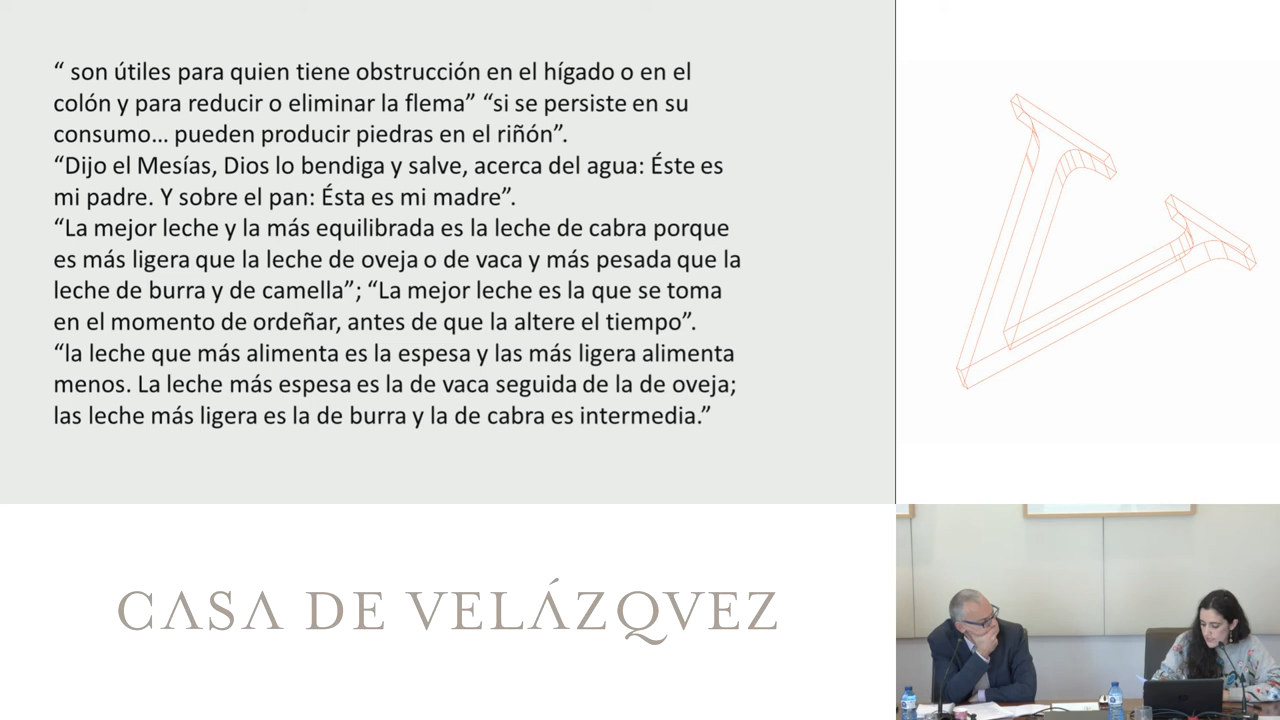 “ son útiles para quien tiene obstrucción en el hígado o en el
colón y para reducir o eliminar la flema” “si se persiste en su
consumo... pueden producir piedras en el riñón”.
“Dijo el Mesías, Dios lo bendiga y salve, acerca del agua: Éste es
mi padre. Y sobre el pan: Ésta es mi madre”.
“La mejor leche y la más equilibrada es la leche de cabra porque
es más ligera que la leche de oveja o de vaca y más pesada que la
leche de burra y de camella”; “La mejor leche es la que se toma
en el momento de ordeñar, antes de que la altere el tiempo”.
“la leche que más alimenta es la espesa y las más ligera alimenta
menos. La leche más espesa es la de vaca seguida de la de oveja;
las leche más ligera es la de burra y la de cabra es intermedia.”
CASA DE VELÁZQVEZ